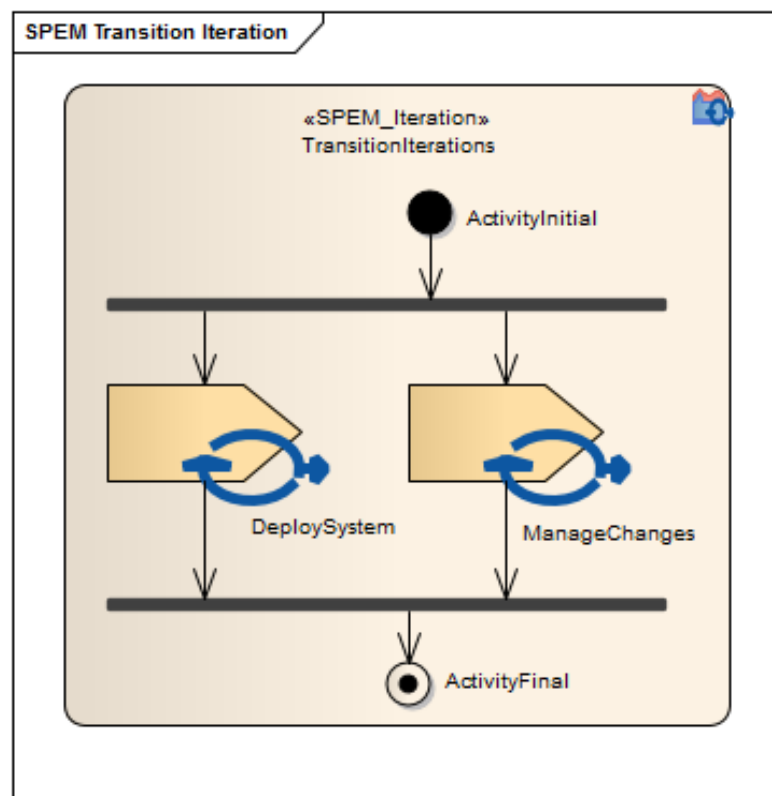 SPEM Transition Iteration
«SPEM_Iteration»
TransitionIterations
ActivityInitial
DeploySystem
ManageChanges
ActivityFinal